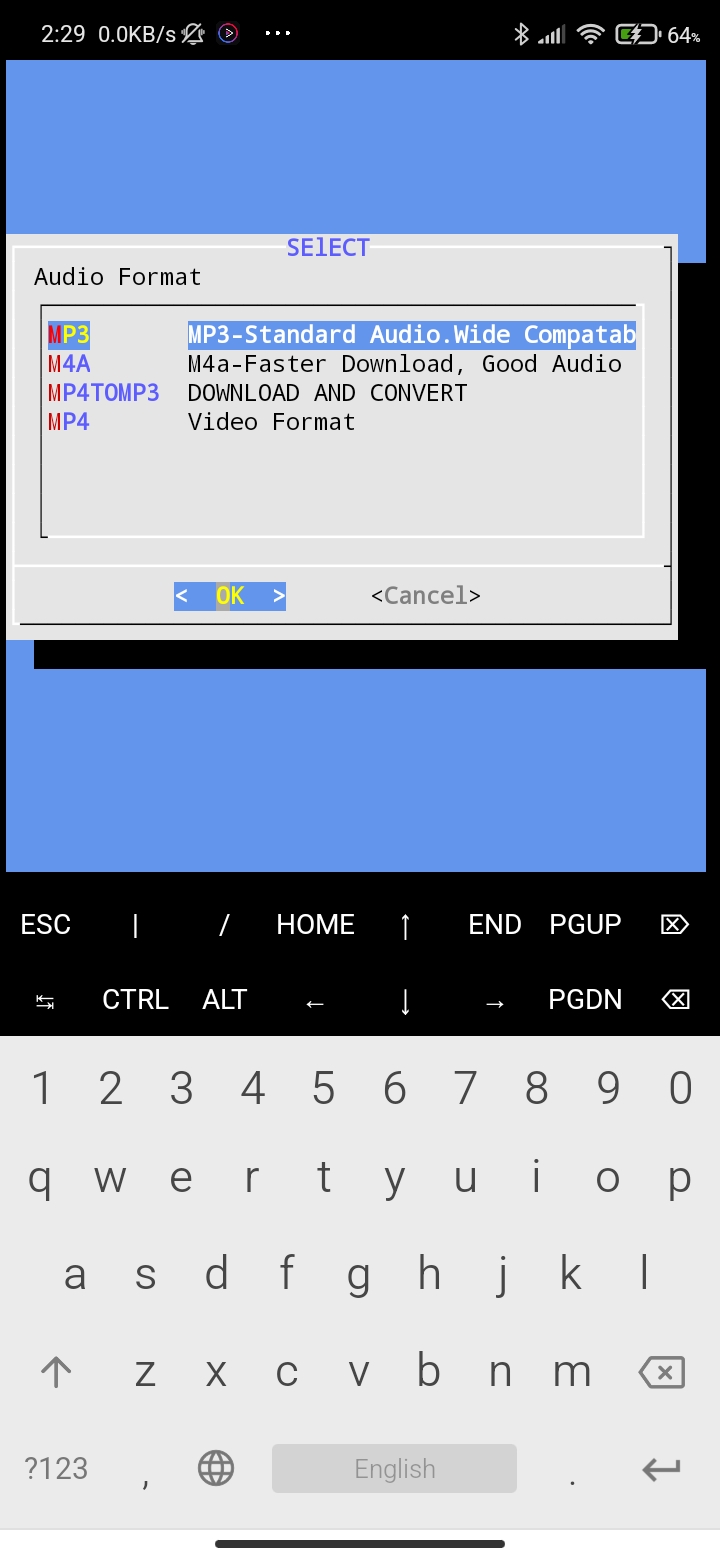 2:29 0.0KB/s ... 64%
SElECT
Audio Format
MP3 MP3-Standard Audio.Wide Compatab
M4A M4a-Faster Download, Good Audio
MP4TOMP3 DOWNLOAD AND CONVERT
MP4 Video Format
< OK > <Cancel>
ESC | / HOME ↑ END PGUP ⌦
↹ CTRL ALT ← ↓ → PGDN ⌫
1 2 3 4 5 6 7 8 9 0
q w e r t y u i o p
a s d f g h j k l
z x c v b n m
?123 , English .